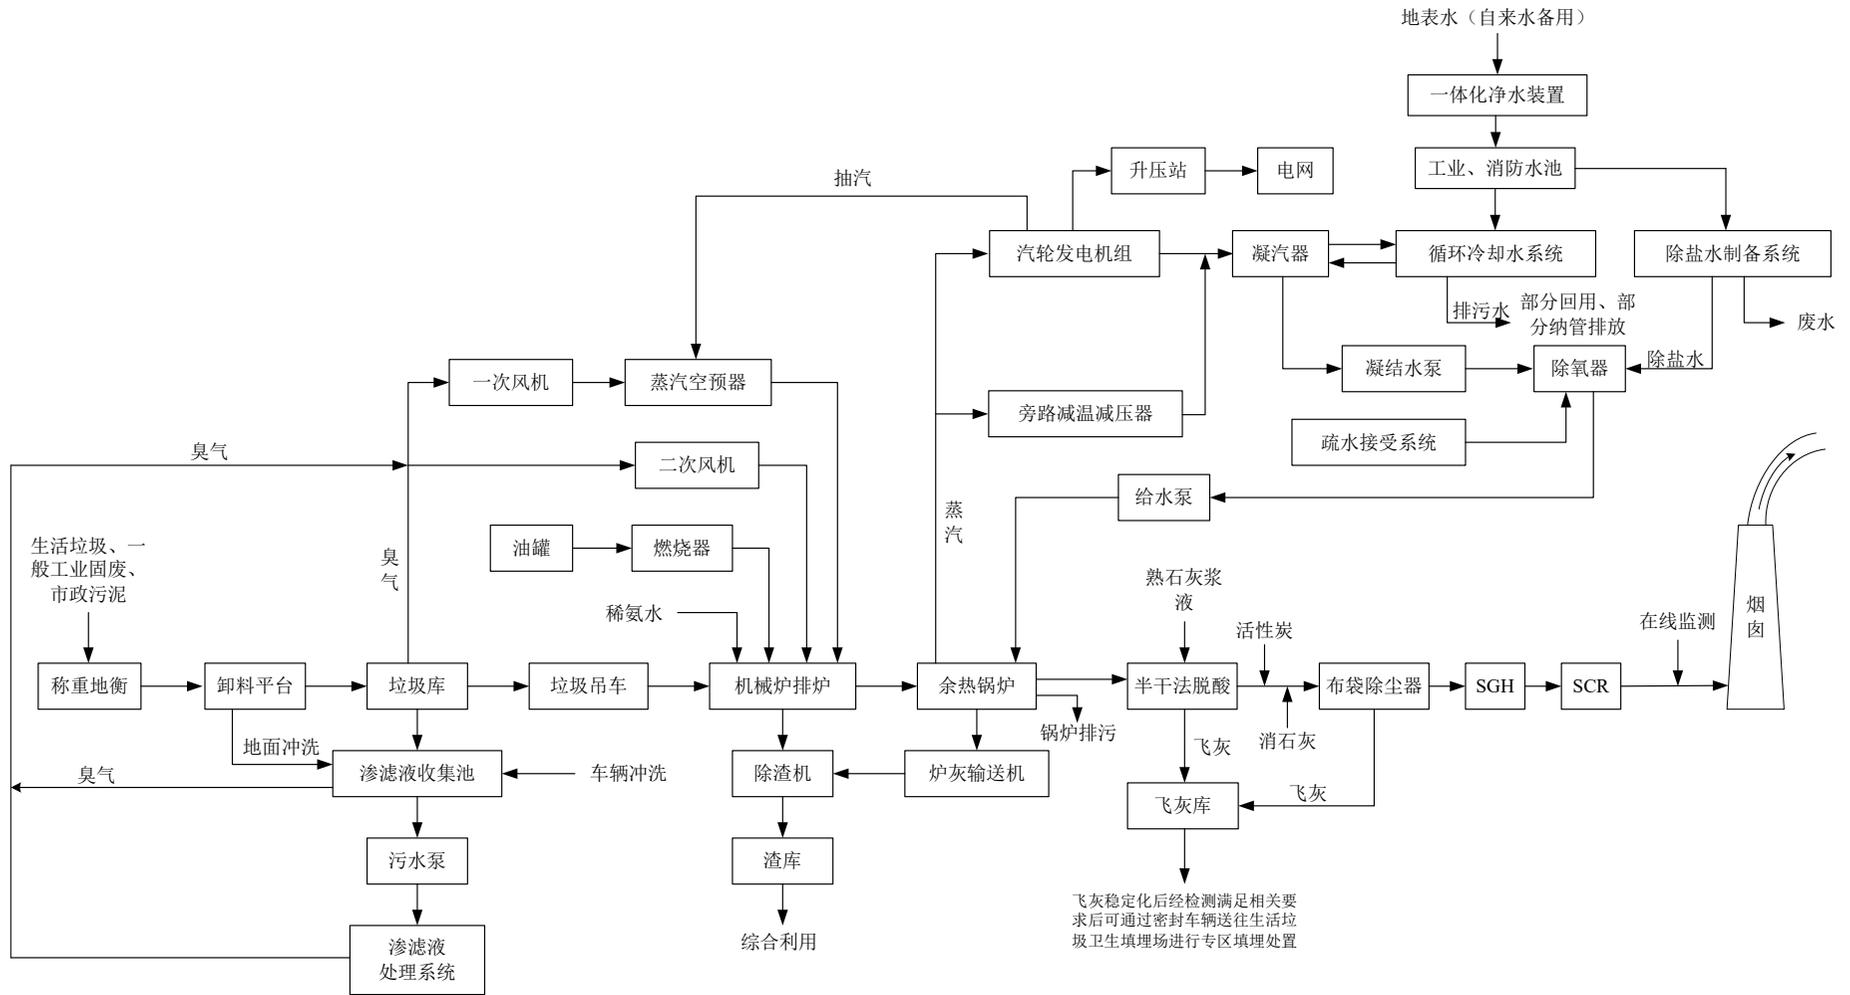 地表水（自来水备用）
一体化净水装置
升压站
电网
工业、消防水池
抽汽
汽轮发电机组
凝汽器
循环冷却水系统
除盐水制备系统
排污水
部分回用、部
分纳管排放
废水
一次风机
蒸汽空预器
凝结水泵
除氧器
除盐水
旁路减温减压器
疏水接受系统
臭气
二次风机
蒸
汽
给水泵
生活垃圾、一
般工业固废、
市政污泥
臭
气
油罐
燃烧器
稀氨水
熟石灰浆
液
活性炭
在线监测
烟
囱
称重地衡
卸料平台
垃圾库
垃圾吊车
机械炉排炉
余热锅炉
半干法脱酸
布袋除尘器
SGH
SCR
锅炉排污
消石灰
地面冲洗
臭气
渗滤液收集池
车辆冲洗
除渣机
炉灰输送机
飞灰
飞灰库
飞灰
污水泵
渣库
飞灰稳定化后经检测满足相关要
求后可通过密封车辆送往生活垃
圾卫生填埋场进行专区填埋处置
综合利用
渗滤液
处理系统